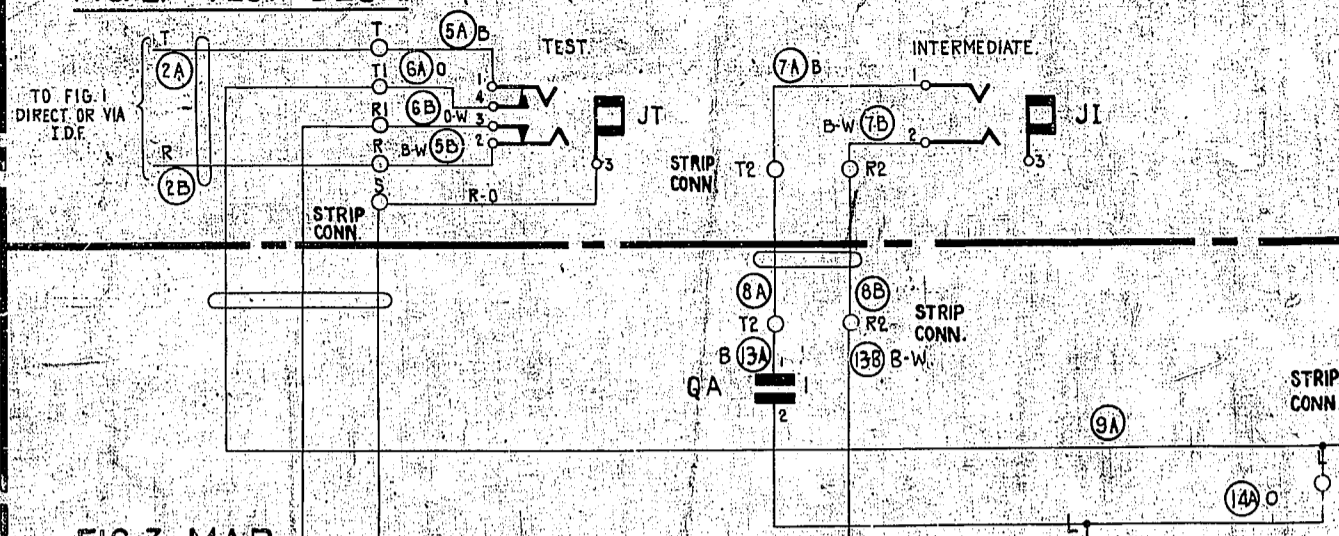 T
T
5A B
TEST.
2A
T1
6A O
1
4
TO FIG. 1
DIRECT OR VIA
I.D.F.
R1
6B O-W 3
JT
R
R
B-W 5B 2
3
2B
S
R-O
STRIP
CONN.
INTERMEDIATE.
7A B
1
JI
B-W 7B
2
3
STRIP
CONN.
T2
R2
8A
8B
T2
R2
STRIP
CONN.
B 13A
1
13B B-W
QA
1
2
STRIP
CONN
9A
L
14A O
L